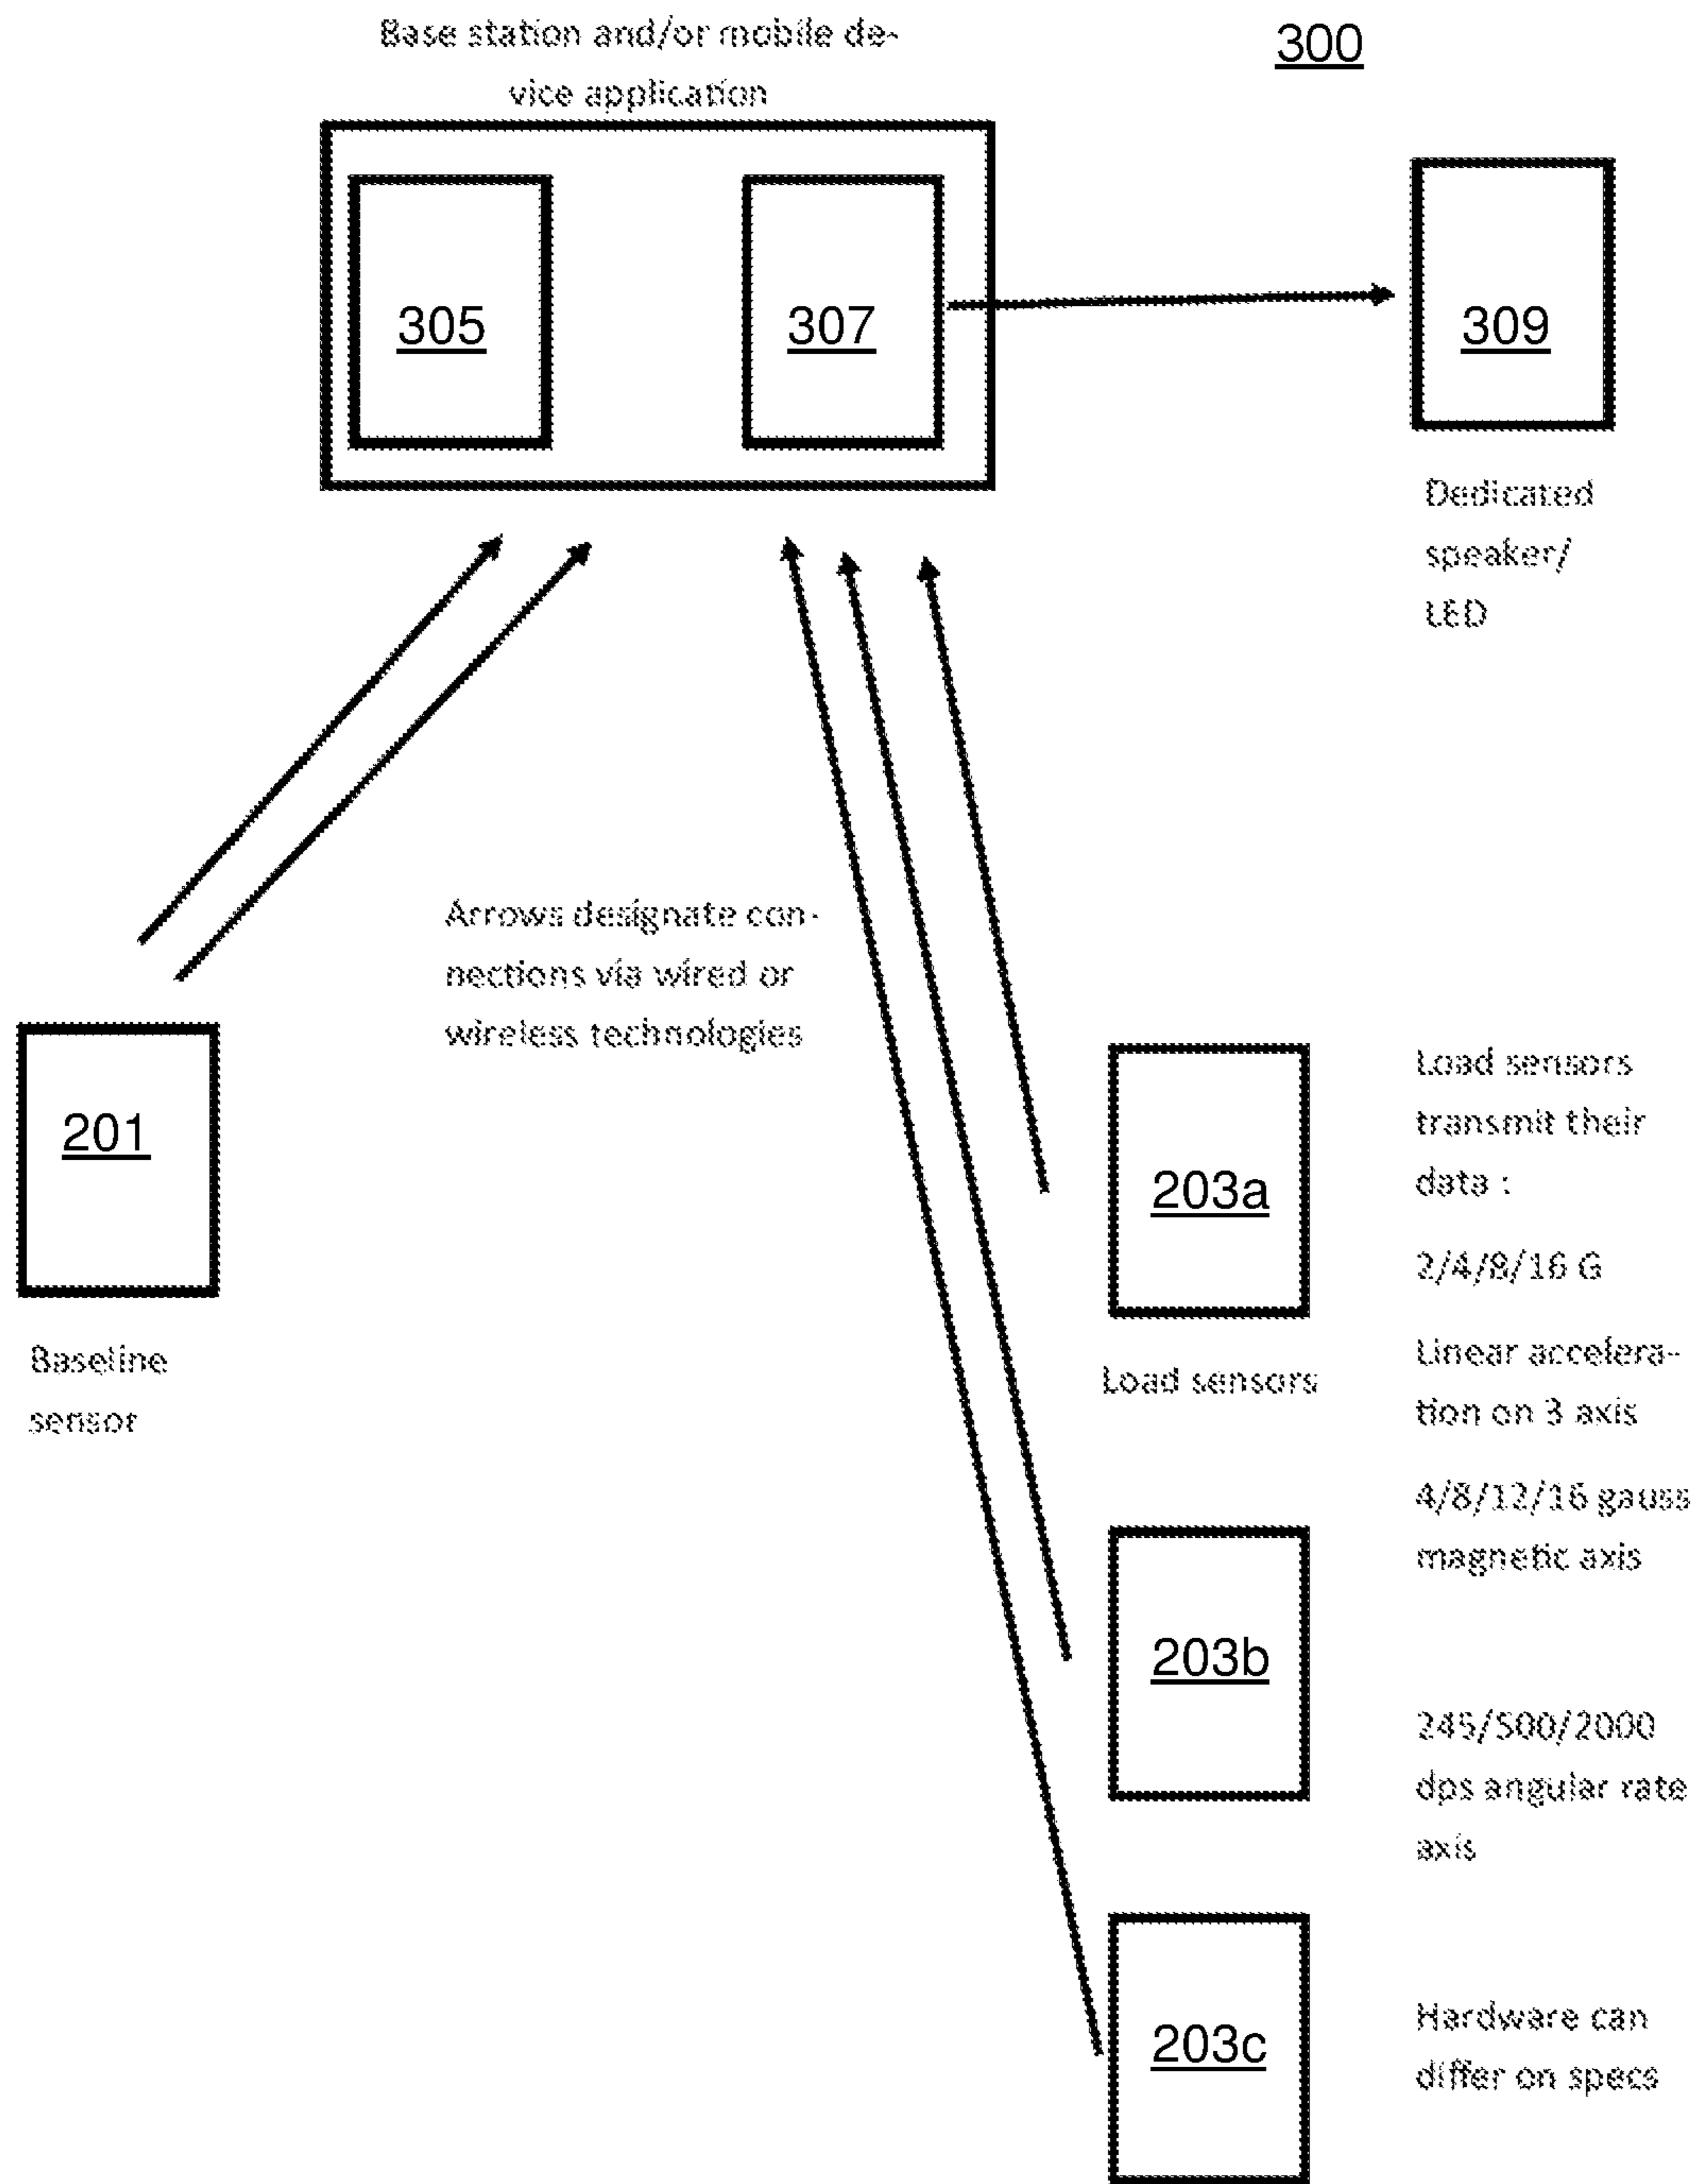 Base station and/or mobile de-
vice application
300
305
307
309
Dedicated
speaker/
LED
Arrows designate con-
nections via wired or
wireless technologies
201
Baseline
sensor
203a
Load sensors
203b
203c
Load sensors
transmit their
data :
2/4/8/16 G
Linear accelera-
tion on 3 axis
4/8/12/16 gauss
magnetic axis
245/500/2000
dps angular rate
axis
Hardware can
differ on specs